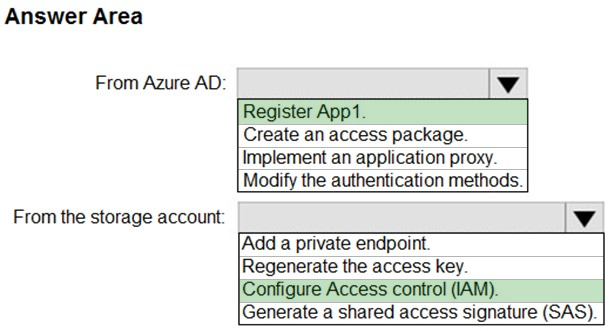 Answer Area
From Azure AD:
Register App1.
Create an access package.
Implement an application proxy.
Modify the authentication methods.
From the storage account:
Add a private endpoint.
Regenerate the access key.
Configure Access control (IAM).
Generate a shared access signature (SAS).